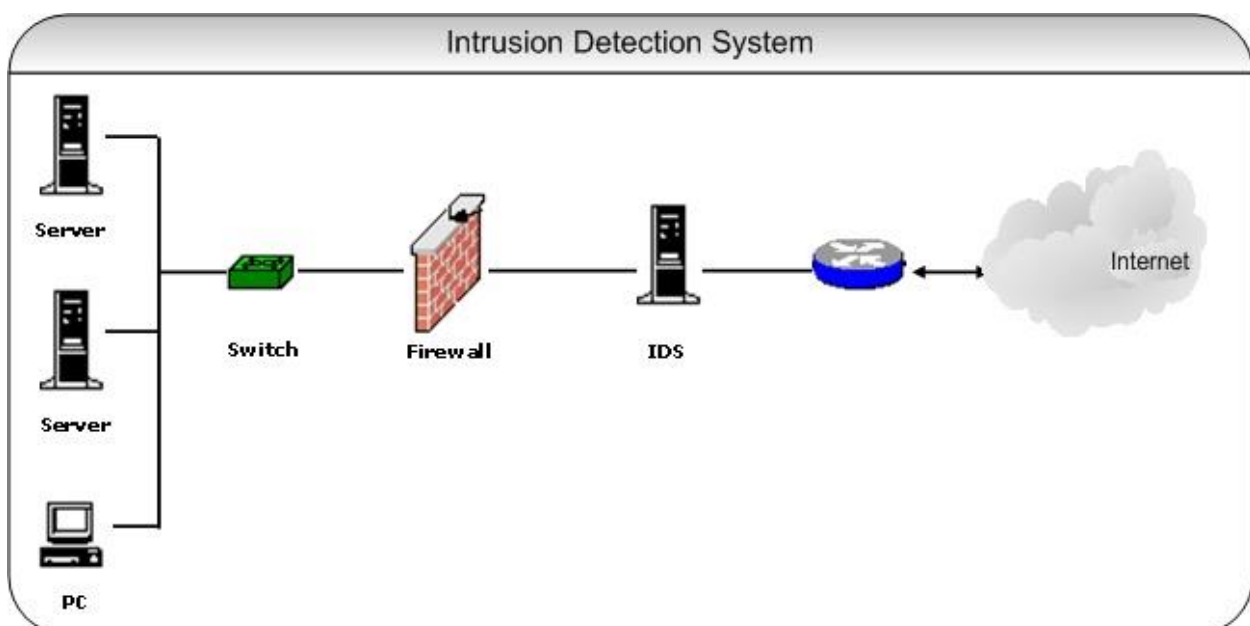 Intrusion Detection System
Server
Server
PC
Switch
Firewall
IDS
Internet